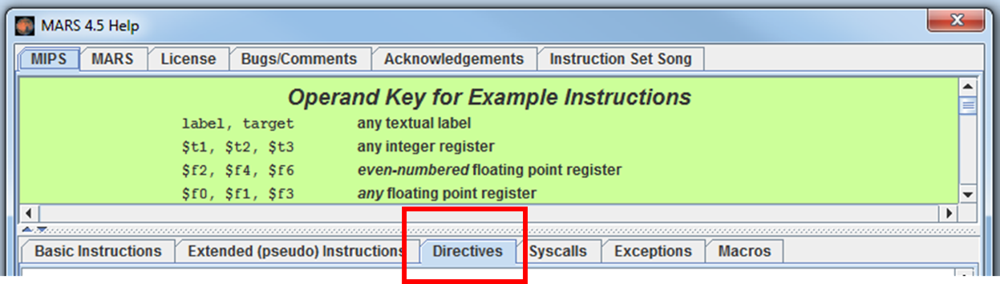 MARS 4.5 Help
MIPS MARS License Bugs/Comments Acknowledgements Instruction Set Song
Operand Key for Example Instructions
label, target any textual label
$t1, $t2, $t3 any integer register
$f2, $f4, $f6 even-numbered floating point register
$f0, $f1, $f3 any floating point register
Basic Instructions Extended (pseudo) Instructions Directives Syscalls Exceptions Macros